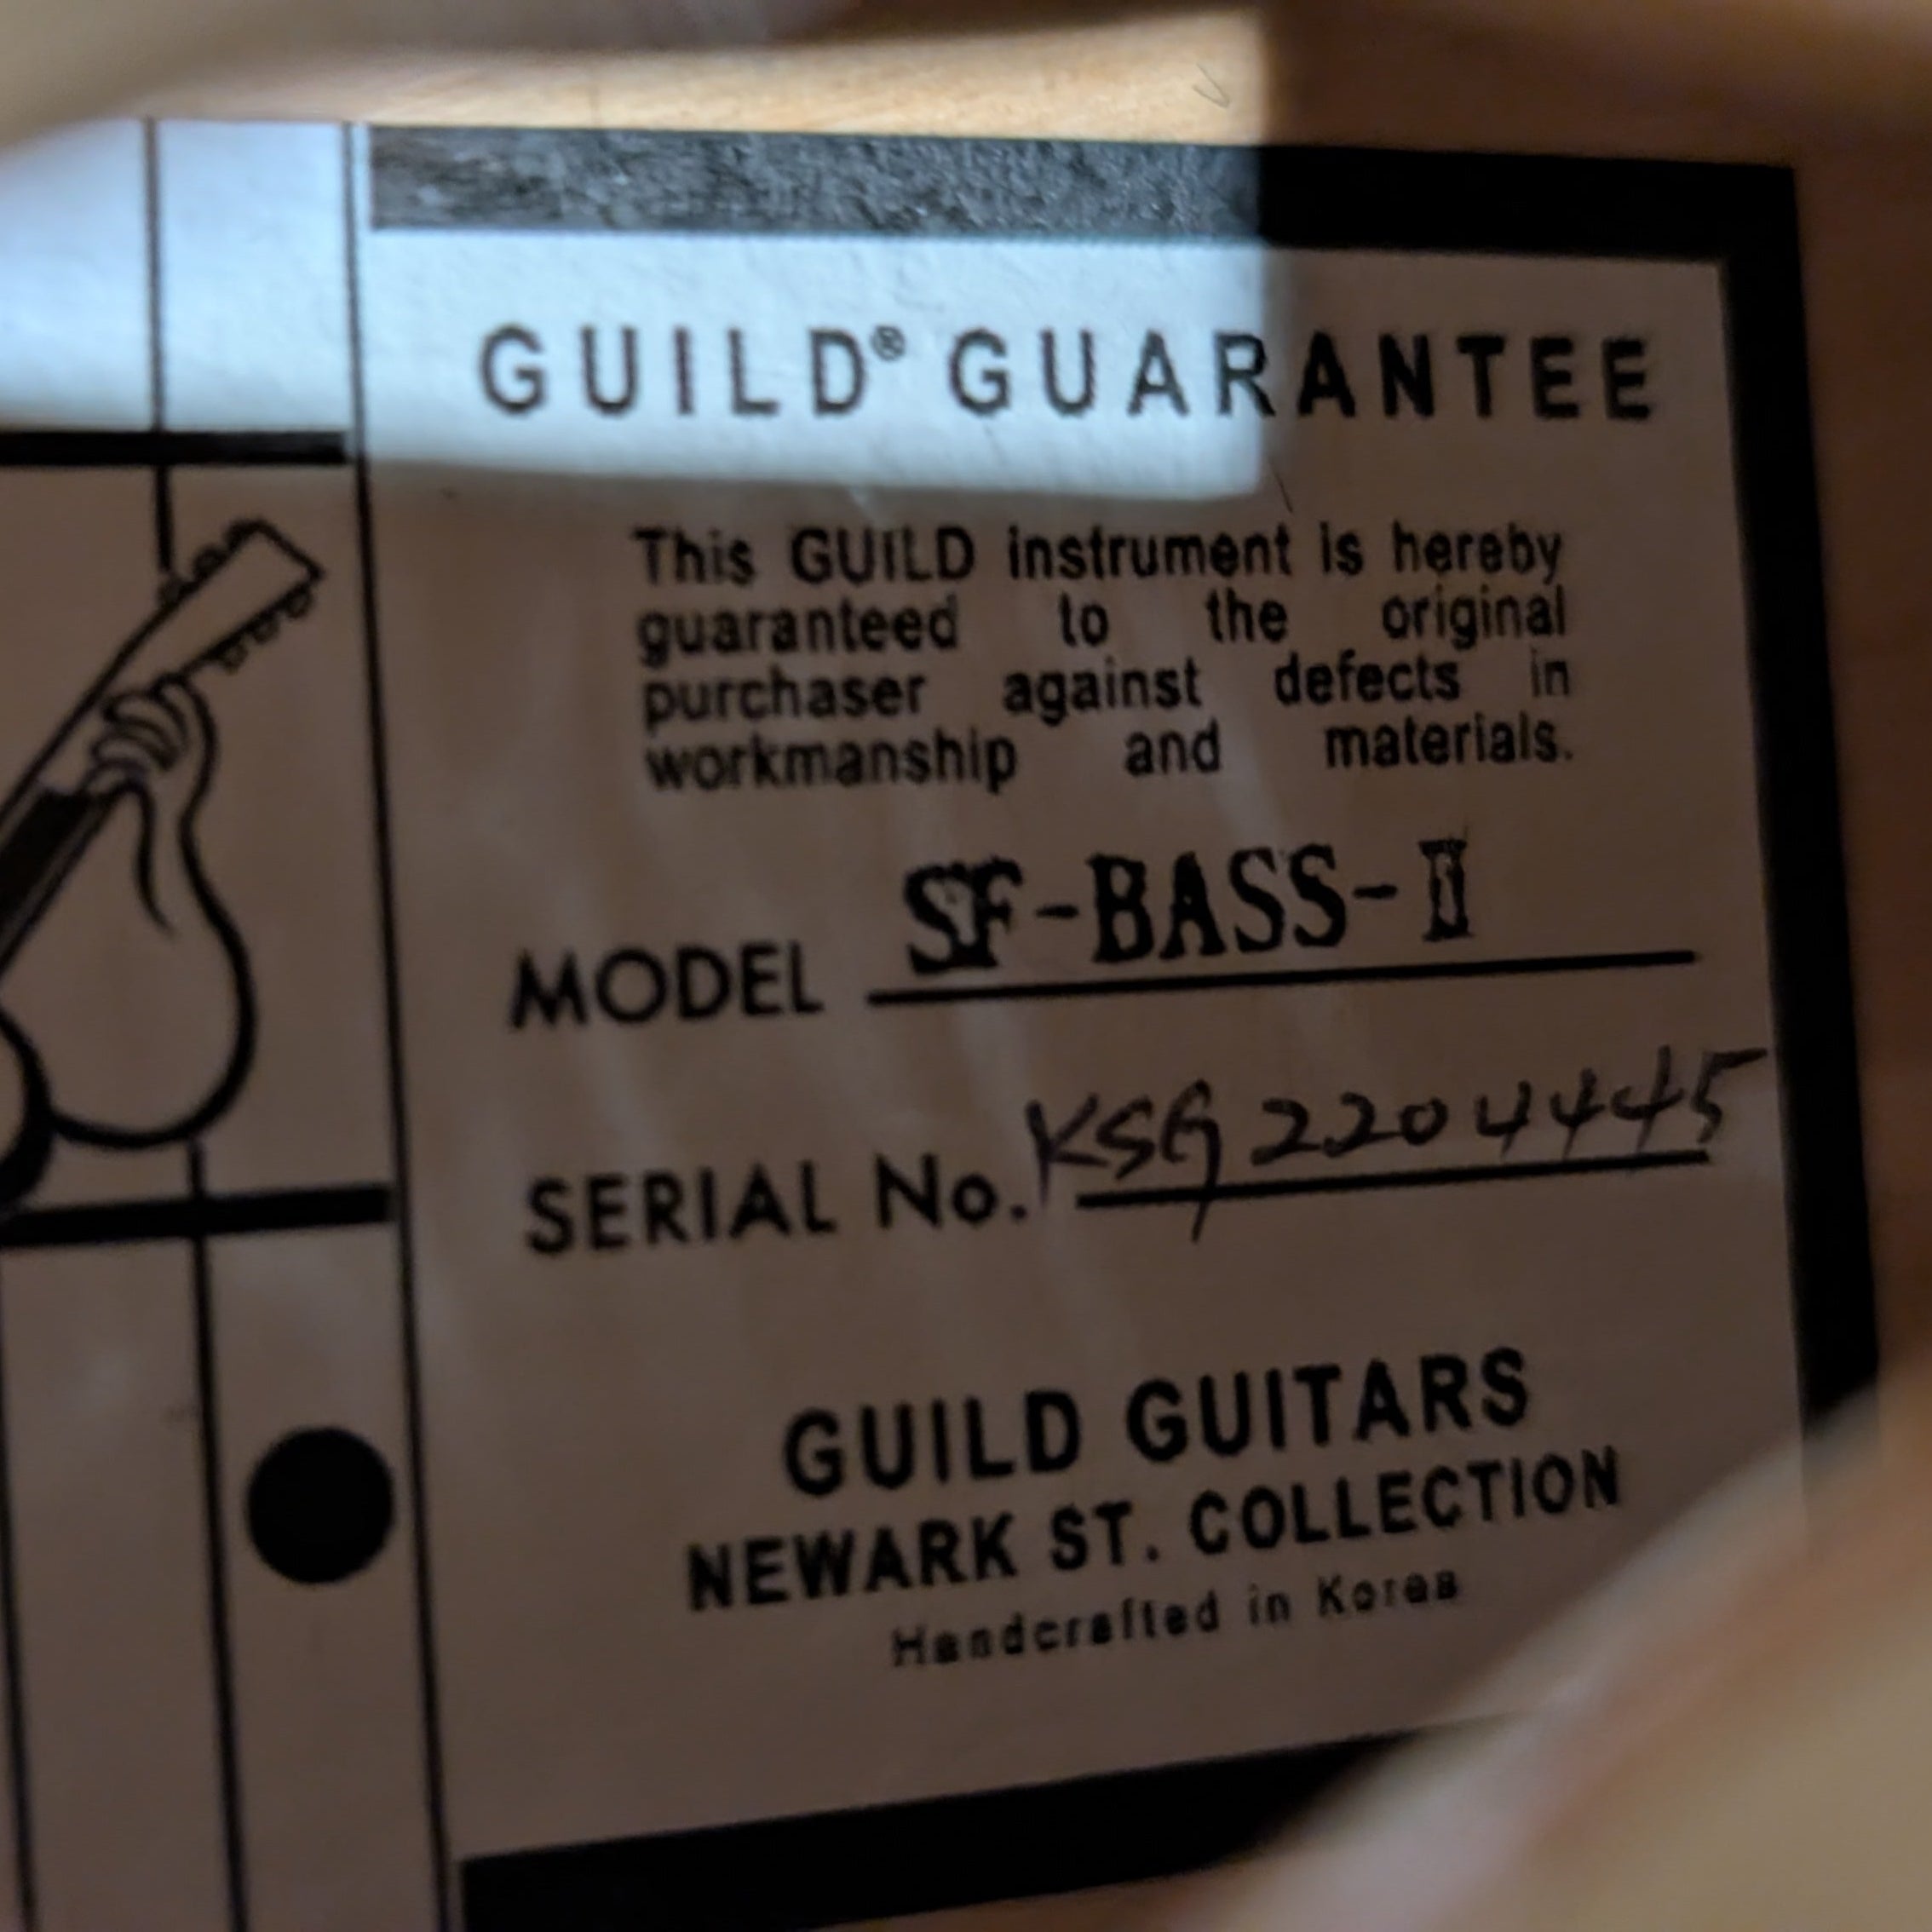 GUILD® GUARANTEE
This GUILD instrument is hereby
guaranteed to the original
purchaser against defects in
workmanship and materials.
MODEL SF-BASS-II
SERIAL No. KSG2204445
GUILD GUITARS
NEWARK ST. COLLECTION
Handcrafted in Korea